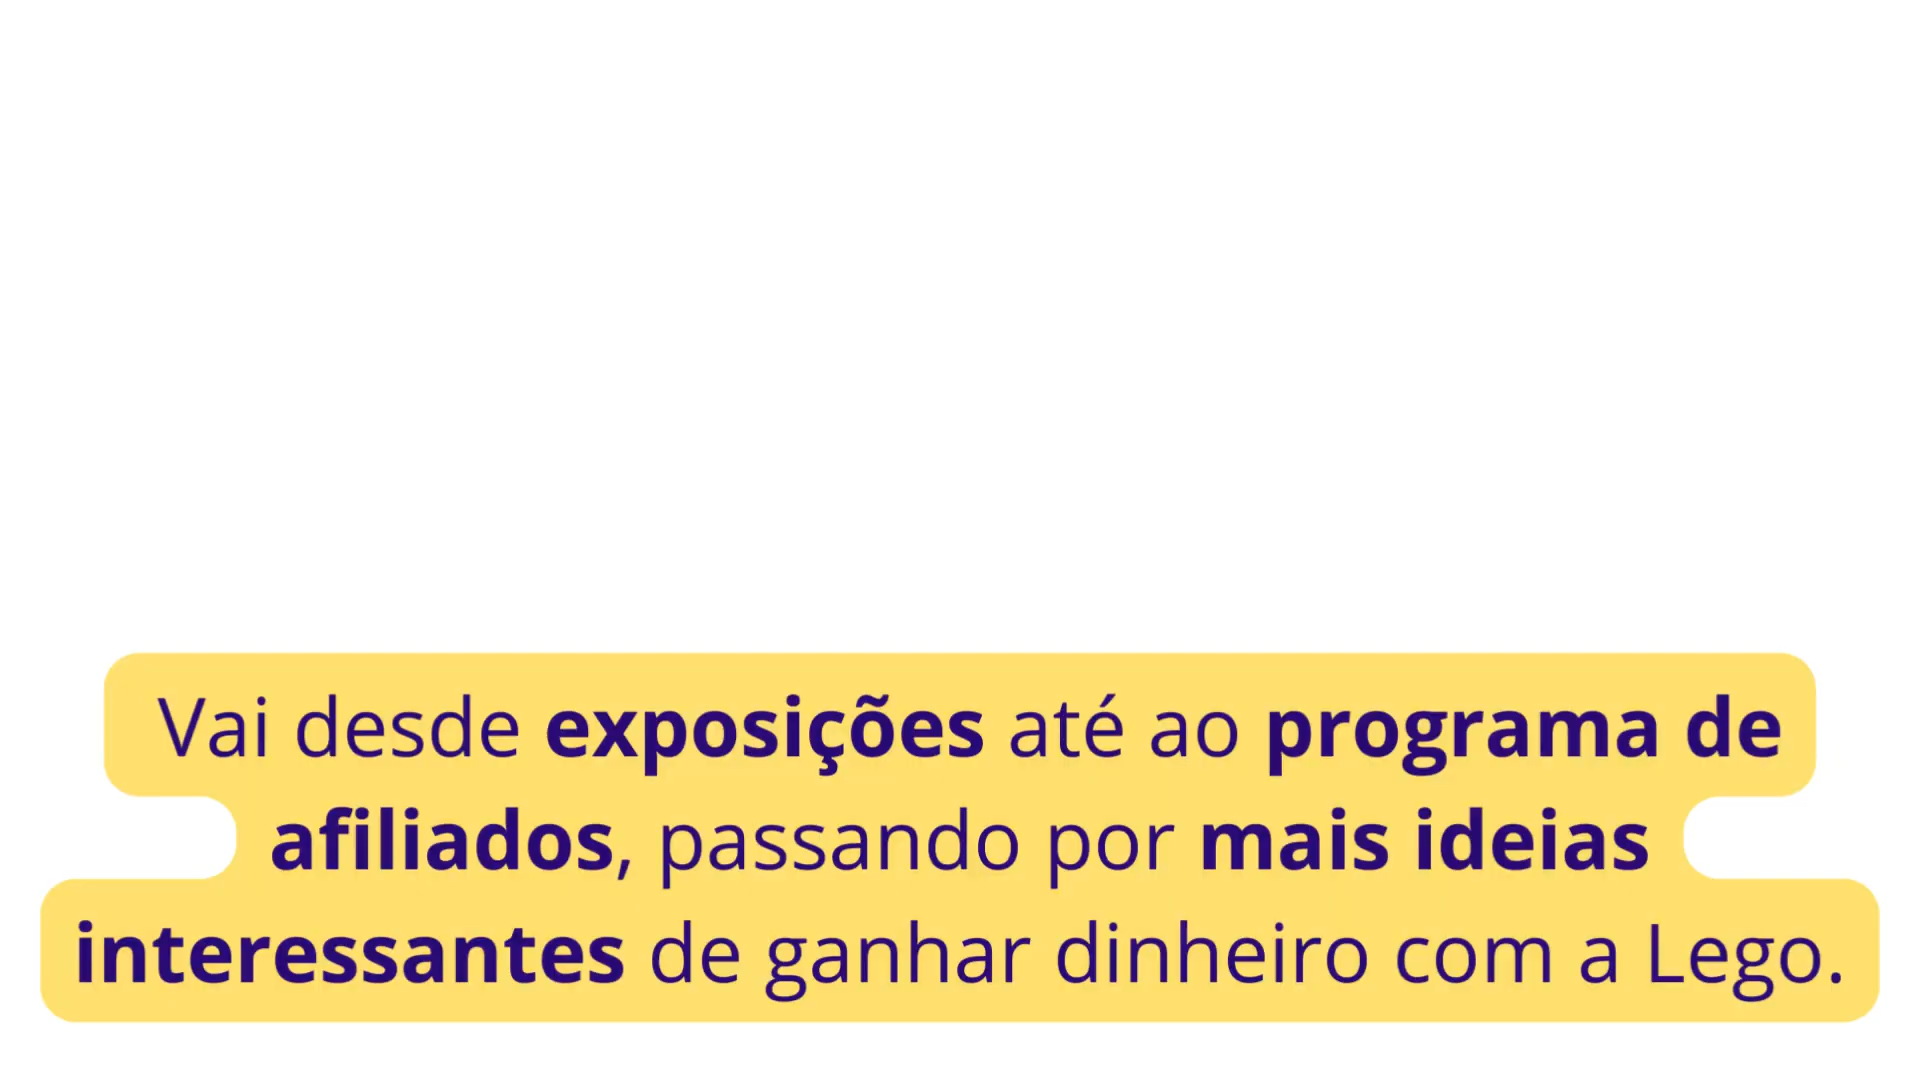 Vai desde exposições até ao programa de
afiliados, passando por mais ideias
interessantes de ganhar dinheiro com a Lego.